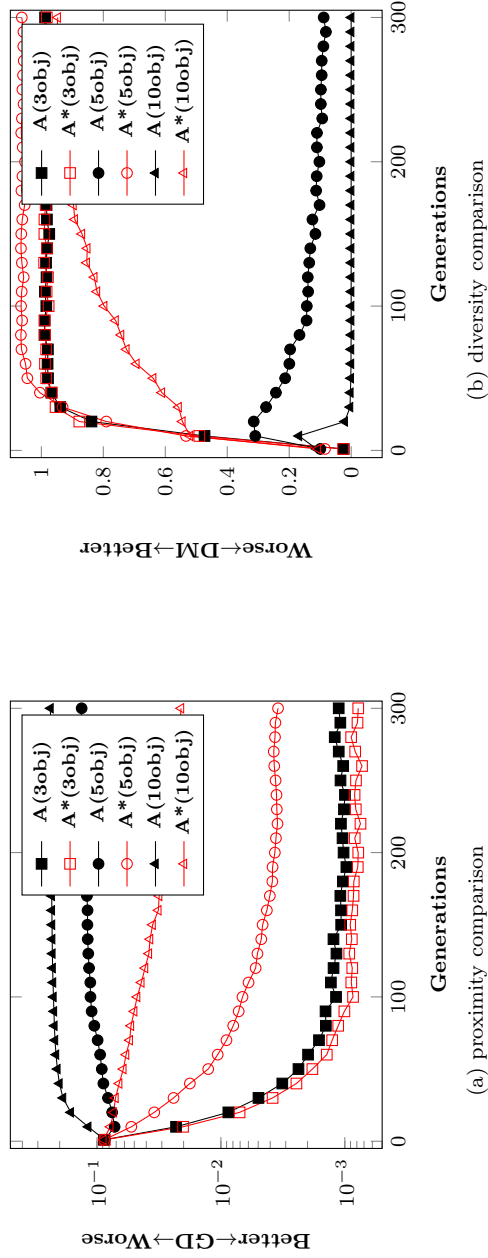 A(3obj)
A*(3obj)
A(5obj)
A*(5obj)
A(10obj)
A*(10obj)
10⁻¹
10⁻²
10⁻³
0
100
200
300
Better←GD→Worse
Generations
(a) proximity comparison
A(3obj)
A*(3obj)
A(5obj)
A*(5obj)
A(10obj)
A*(10obj)
1
0.8
0.6
0.4
0.2
0
0
100
200
300
Worse←DM→Better
Generations
(b) diversity comparison